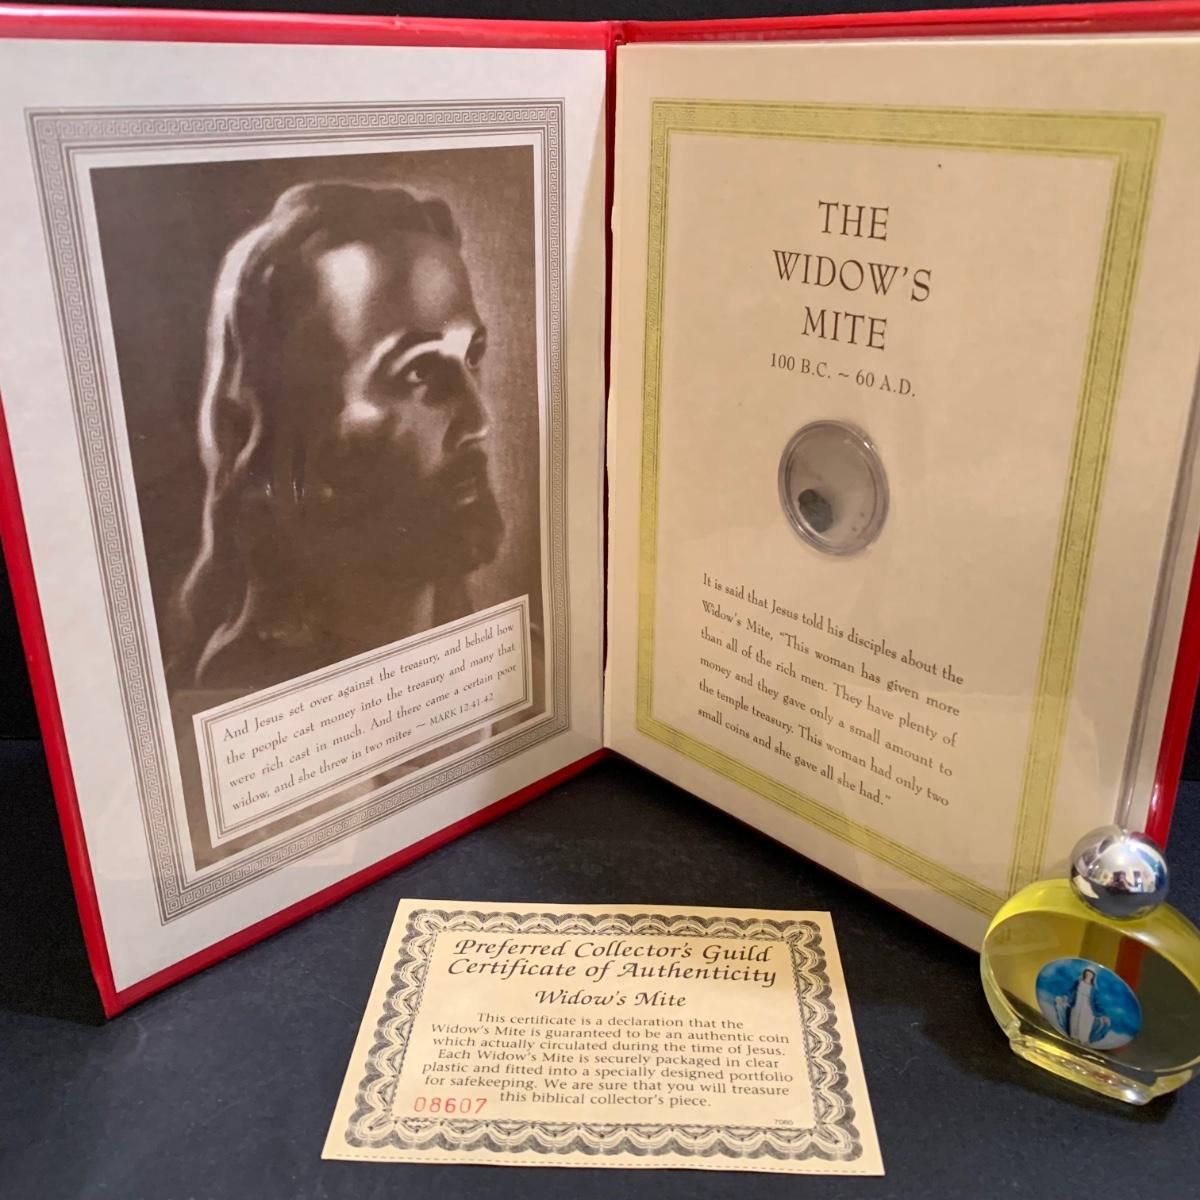 And Jesus set over against the treasury, and beheld how
the people cast money into the treasury and many that
were rich cast in much. And there came a certain poor
widow, and she threw in two mites ~ MARK 12:41-42
THE
WIDOW'S
MITE
100 B.C. ~ 60 A.D.
It is said that Jesus told his disciples about the
Widow's Mite, "This woman has given more
than all of the rich men. They have plenty of
money and they gave only a small amount to
the temple treasury. This woman had only two
small coins and she gave all she had."
Preferred Collector's Guild
Certificate of Authenticity
Widow's Mite
This certificate is a declaration that the
Widow's Mite is guaranteed to be an authentic coin
which actually circulated during the time of Jesus.
Each Widow's Mite is securely packaged in clear
plastic and fitted into a specially designed portfolio
for safekeeping. We are sure that you will treasure
this biblical collector's piece.
08607
7060